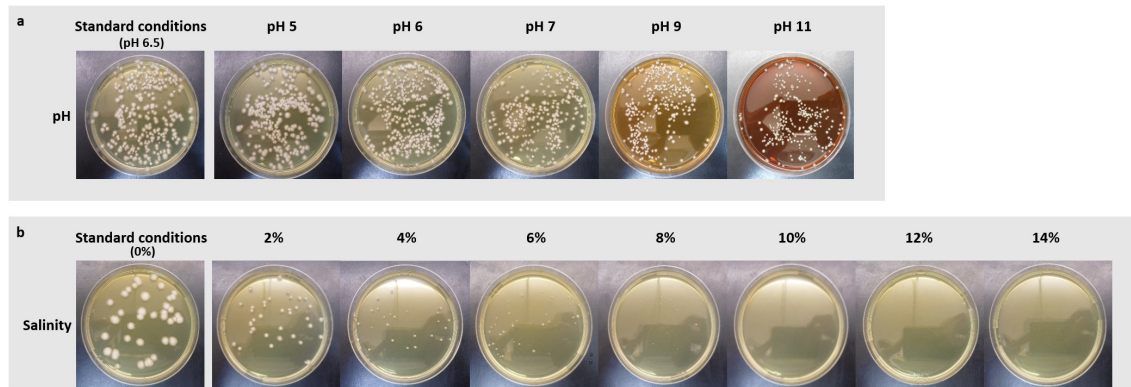 a
Standard conditions
(pH 6.5)
pH 5
pH 6
pH 7
pH 9
pH 11
pH
b
Standard conditions
(0%)
2%
4%
6%
8%
10%
12%
14%
Salinity